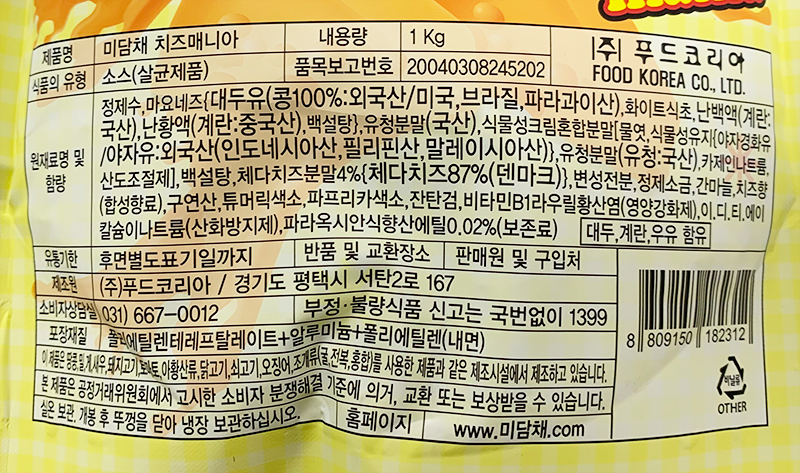 제품명 미담채 치즈매니아 내용량 1 Kg
(주) 푸드코리아
FOOD KOREA CO., LTD.
식품의 유형 소스(살균제품) 품목보고번호 20040308245202
원재료명 및 함량
정제수,마요네즈{대두유(콩100%:외국산/미국,브라질,파라과이산),화이트식초,난백액(계란:
국산),난황액(계란:중국산),백설탕},유청분말(국산),식물성크림혼합분말[물엿,식물성유지{야자경화유
/야자유:외국산(인도네시아산,필리핀산,말레이시아산)},유청분말(유청:국산),카제인나트륨,
산도조절제],백설탕,체다치즈분말4%{체다치즈87%(덴마크)},변성전분,정제소금,간마늘,치즈향
(합성향료),구연산,투머릭색소,파프리카색소,잔탄검,비타민B1라우릴황산염(영양강화제),이.디.티.에이
칼슘이나트륨(산화방지제),파라옥시안식향산에틸0.02%(보존료) 대두,계란,우유 함유
유통기한 후면별도표기일까지 반품 및 교환장소 판매원 및 구입처
제조원 (주)푸드코리아 / 경기도 평택시 서탄2로 167
소비자상담실 031) 667-0012 부정·불량식품 신고는 국번없이 1399
포장재질 폴리에틸렌테레프탈레이트+알루미늄+폴리에틸렌(내면)
이 제품은 땅콩,밀,게,새우,돼지고기,토마토,아황산류,닭고기,쇠고기,오징어,조개류(굴,전복,홍합)를 사용한 제품과 같은 제조시설에서 제조하고 있습니다.
본 제품은 공정거래위원회에서 고시한 소비자 분쟁해결 기준에 의거, 교환 또는 보상받을 수 있습니다.
실온 보관, 개봉 후 뚜껑을 닫아 냉장 보관하십시오. 홈페이지 www.미담채.com
8 809150 182312
비닐류
OTHER